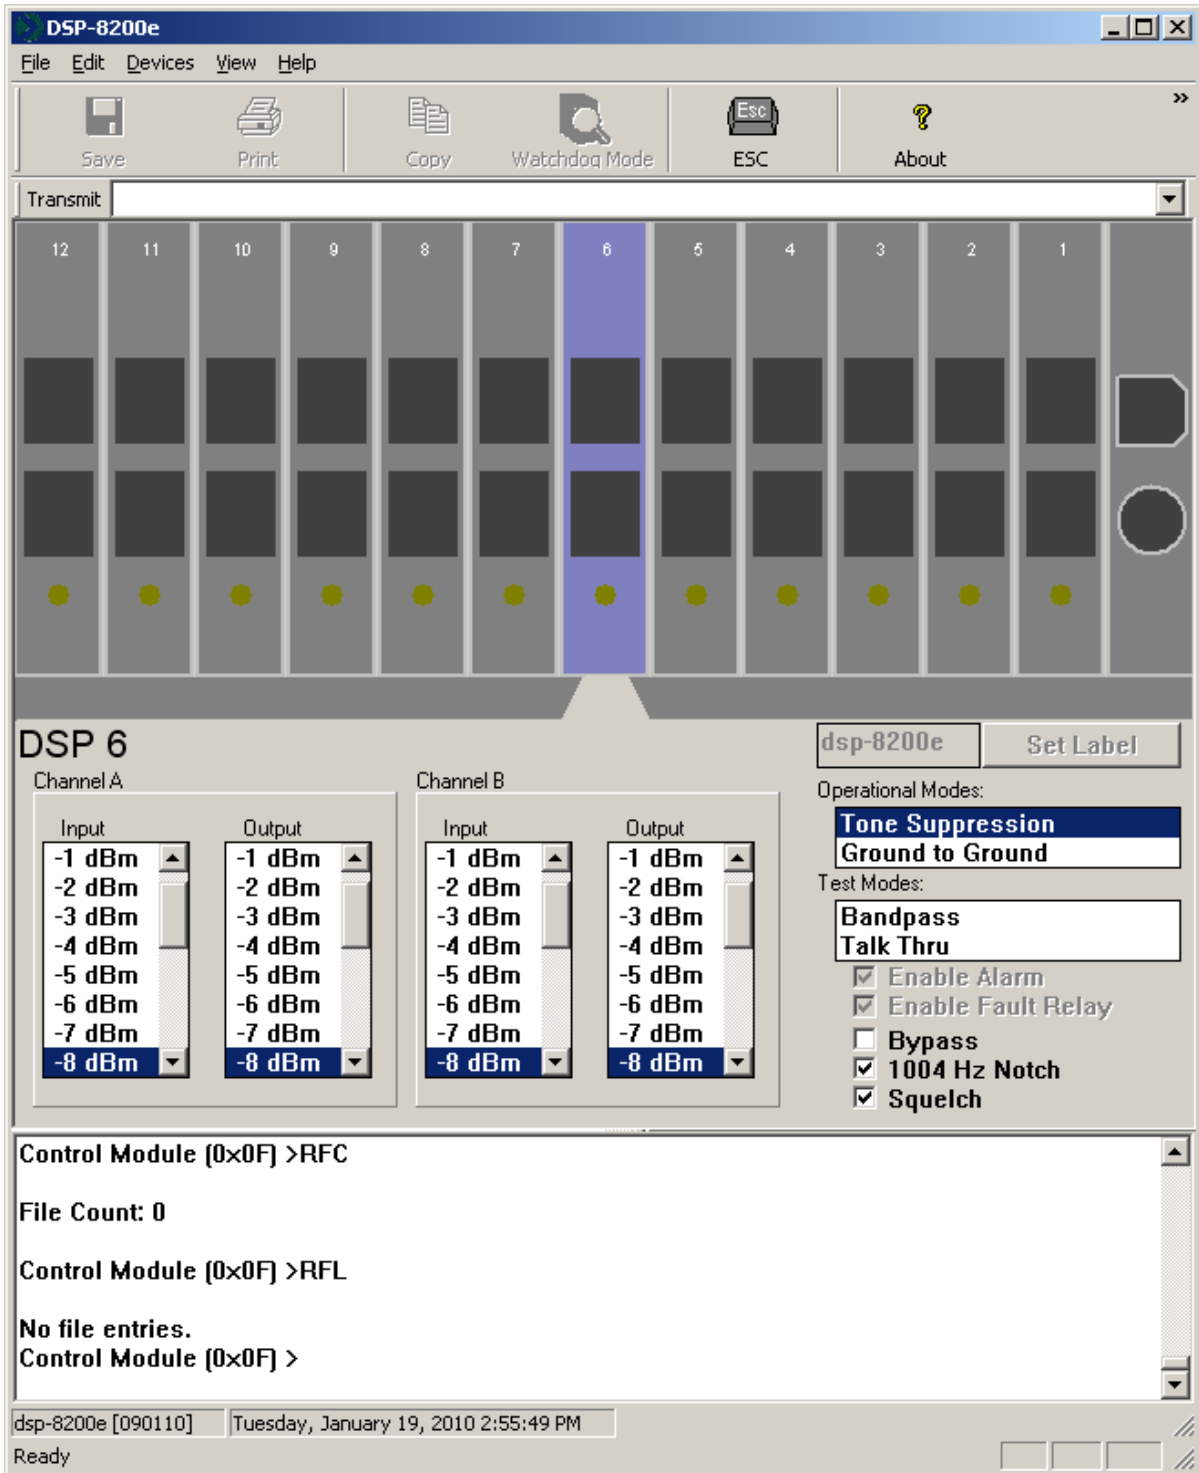 DSP-8200e
File Edit Devices View Help
Esc
»
Save Print Copy Watchdog Mode ESC About
Transmit
12 11 10 9 8 7 6 5 4 3 2 1
DSP 6
dsp-8200e Set Label
Channel A Channel B
Operational Modes:
Input Output Input Output
Tone Suppression
Ground to Ground
-1 dBm -1 dBm -1 dBm -1 dBm
-2 dBm -2 dBm -2 dBm -2 dBm
-3 dBm -3 dBm -3 dBm -3 dBm
-4 dBm -4 dBm -4 dBm -4 dBm
-5 dBm -5 dBm -5 dBm -5 dBm
-6 dBm -6 dBm -6 dBm -6 dBm
-7 dBm -7 dBm -7 dBm -7 dBm
-8 dBm -8 dBm -8 dBm -8 dBm
Test Modes:
Bandpass
Talk Thru
Enable Alarm
Enable Fault Relay
Bypass
1004 Hz Notch
Squelch
Control Module (0x0F) >RFC
File Count: 0
Control Module (0x0F) >RFL
No file entries.
Control Module (0x0F) >
dsp-8200e [090110] Tuesday, January 19, 2010 2:55:49 PM
Ready